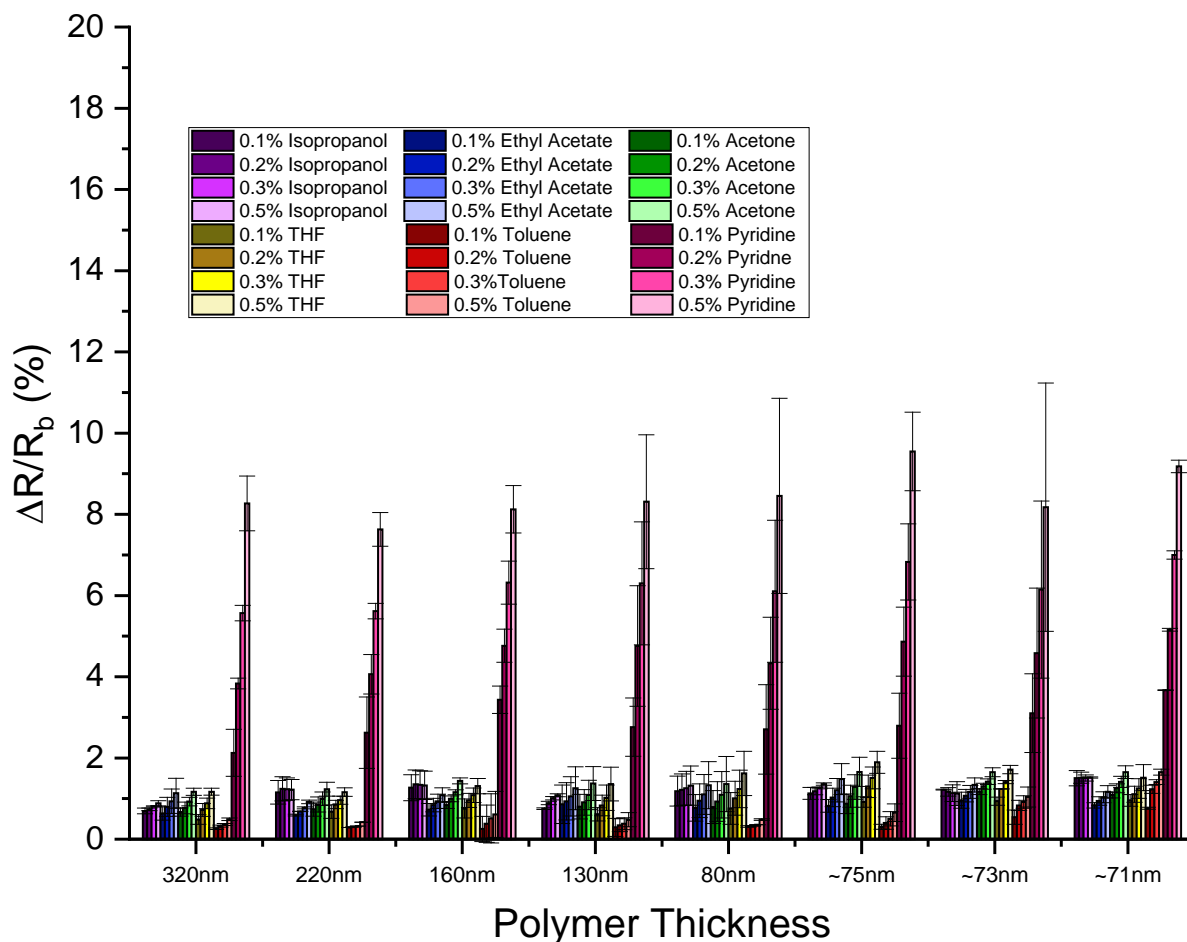 20
18
16
14
12
10
8
6
4
2
0
ΔR/R_b (%)
0.1% Isopropanol 0.1% Ethyl Acetate 0.1% Acetone
0.2% Isopropanol 0.2% Ethyl Acetate 0.2% Acetone
0.3% Isopropanol 0.3% Ethyl Acetate 0.3% Acetone
0.5% Isopropanol 0.5% Ethyl Acetate 0.5% Acetone
0.1% THF 0.1% Toluene 0.1% Pyridine
0.2% THF 0.2% Toluene 0.2% Pyridne
0.3% THF 0.3%Toluene 0.3% Pyridine
0.5% THF 0.5% Toluene 0.5% Pyridine
320nm 220nm 160nm 130nm 80nm ~75nm ~73nm ~71nm
Polymer Thickness